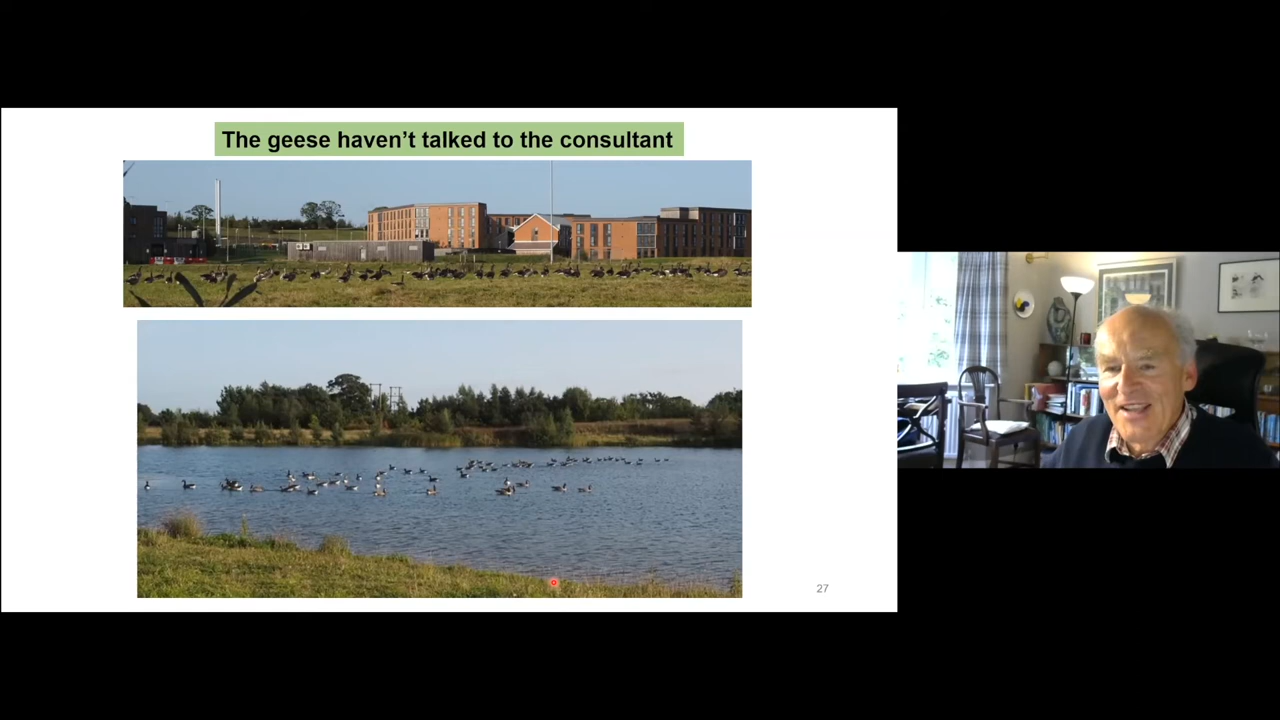 The geese haven’t talked to the consultant
27